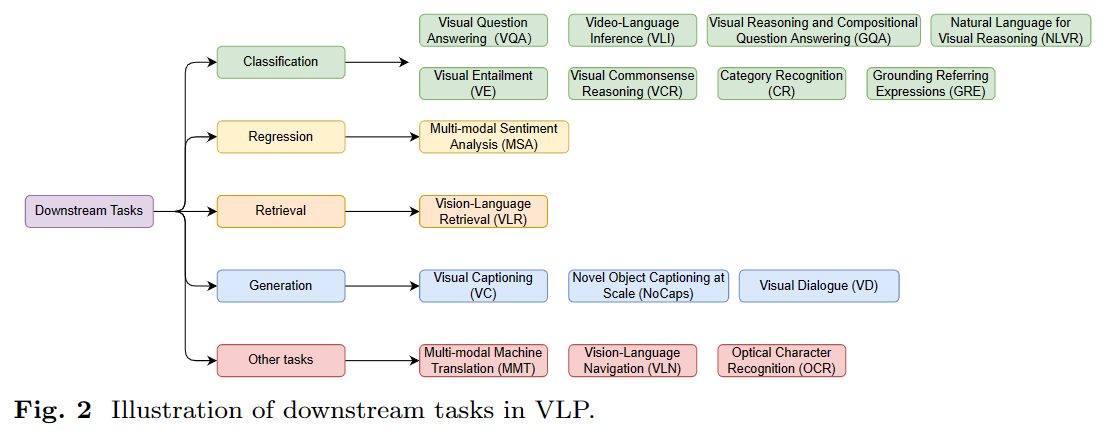 Visual Question
Answering (VQA)
Video-Language
Inference (VLI)
Visual Reasoning and Compositional
Question Answering (GQA)
Natural Language for
Visual Reasoning (NLVR)
Classification
Visual Entailment
(VE)
Visual Commonsense
Reasoning (VCR)
Category Recognition
(CR)
Grounding Referring
Expressions (GRE)
Regression
Multi-modal Sentiment
Analysis (MSA)
Downstream Tasks
Retrieval
Vision-Language
Retrieval (VLR)
Generation
Visual Captioning
(VC)
Novel Object Captioning at
Scale (NoCaps)
Visual Dialogue (VD)
Other tasks
Multi-modal Machine
Translation (MMT)
Vision-Language
Navigation (VLN)
Optical Character
Recognition (OCR)
Fig. 2 Illustration of downstream tasks in VLP.